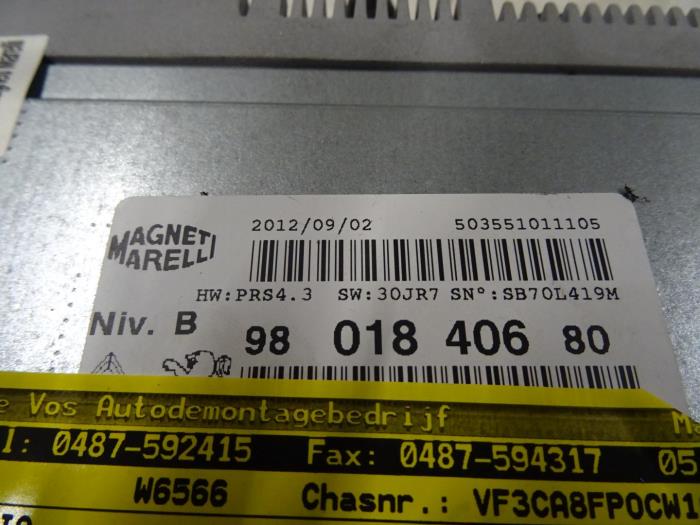 2012/09/02 503551011105
MAGNETI
MARELLI
HW:PRS4.3 SW:30JR7 SN°:SB70L419M
Niv. B 98 018 406 80
Vos Autodemontagebedrijf
0487-592415 Fax: 0487-594317 05
W6566 Chasnr.: VF3CA8FP0CW1